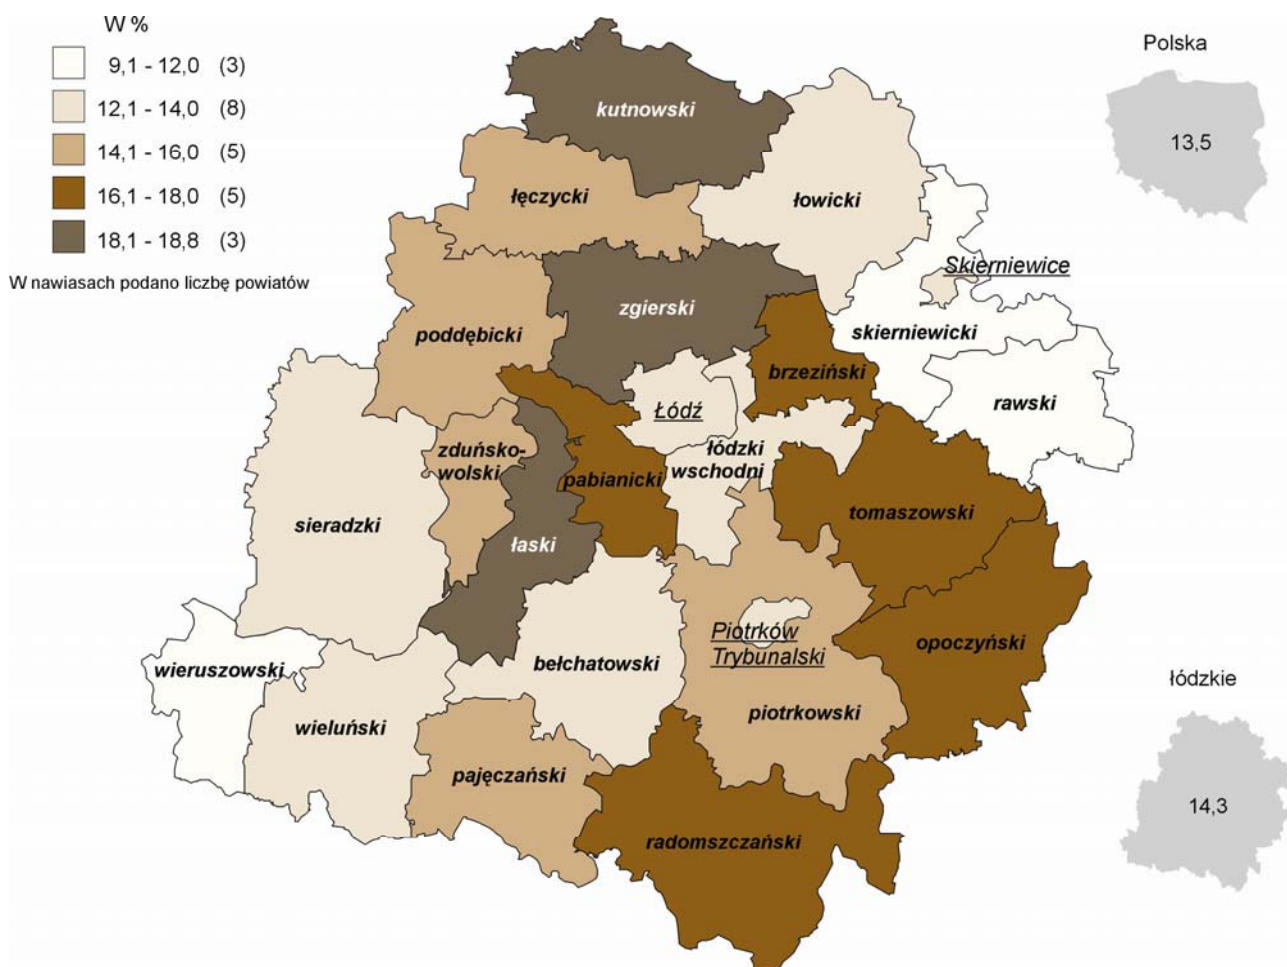 W %
9,1 - 12,0 (3)
12,1 - 14,0 (8)
14,1 - 16,0 (5)
16,1 - 18,0 (5)
18,1 - 18,8 (3)
W nawiasach podano liczbę powiatów
Polska
13,5
kutnowski
łęczycki
łowicki
Skierniewice
zgierski
skierniewicki
poddębicki
brzeziński
rawski
Łódź
zduńsko-
wolski
łódzki
wschodni
pabianicki
sieradzki
łaski
tomaszowski
Piotrków
Trybunalski
opoczyński
wieruszowski
bełchatowski
łódzkie
14,3
wieluński
piotrkowski
pajęczański
radomszczański